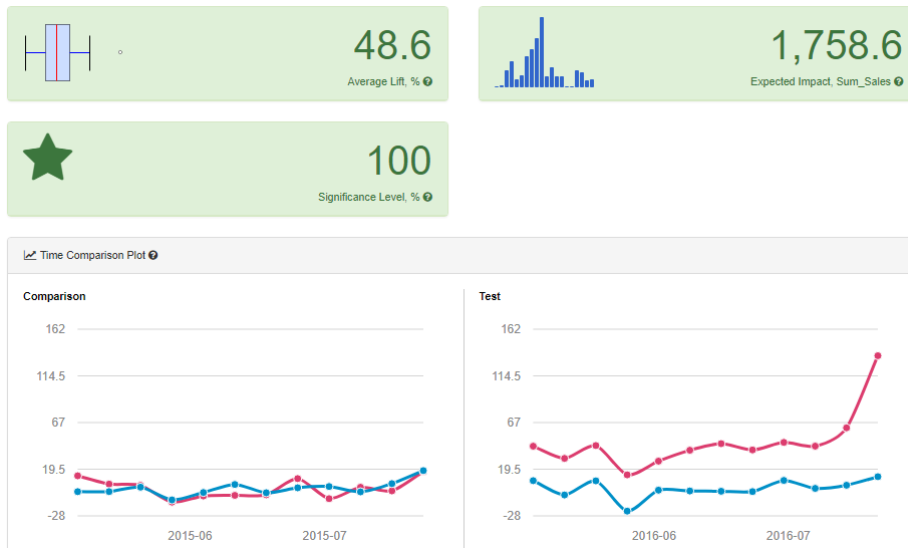 48.6
Average Lift, %
1,758.6
Expected Impact, Sum_Sales
100
Significance Level, %
Time Comparison Plot
Comparison
162
114.5
67
19.5
-28
2015-06 2015-07
Test
162
114.5
67
19.5
-28
2016-06 2016-07